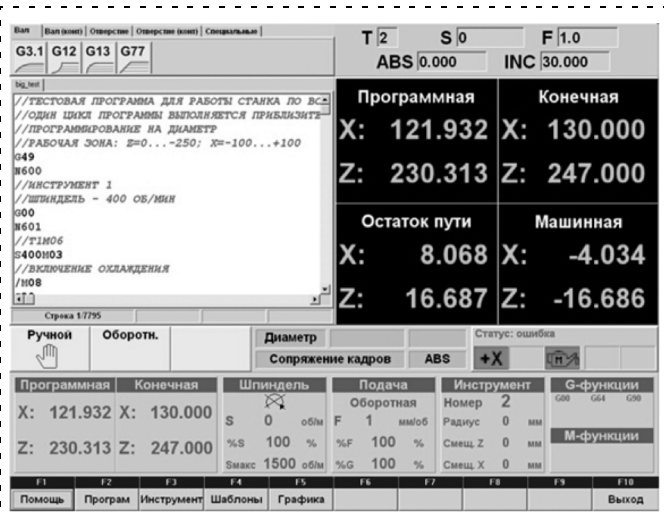 Вал Вал (конт) Отверстие Отверстие (конт) Специальные
G3.1 G12 G13 G77
T 2 S 0 F 1.0
ABS 0.000 INC 30.000
big_test
//ТЕСТОВАЯ ПРОГРАММА ДЛЯ РАБОТЫ СТАНКА ПО ВС
//ОДИН ЦИКЛ ПРОГРАММЫ ВЫПОЛНЯЕТСЯ ПРИБЛИЗИТЕ
//ПРОГРАММИРОВАНИЕ НА ДИАМЕТР
//РАБОЧАЯ ЗОНА: Z=0...-250; X=-100...+100
G49
N600
//ИНСТРУМЕНТ 1
//ШПИНДЕЛЬ - 400 ОБ/МИН
G00
N601
//T1M06
S400M03
//ВКЛЮЧЕНИЕ ОХЛАЖДЕНИЯ
/M08
Строка 1/7795
Программная Конечная
X: 121.932 X: 130.000
Z: 230.313 Z: 247.000
Остаток пути Машинная
X: 8.068 X: -4.034
Z: 16.687 Z: -16.686
Ручной Оборотн. Диаметр Статус: ошибка
Сопряжение кадров ABS +X M
Программная Конечная Шпиндель Подача Инструмент G-функции
X: 121.932 X: 130.000 Оборотная Номер 2 G00 G64 G90
S 0 об/м F 1 мм/об Радиус 0 мм
Z: 230.313 Z: 247.000 %S 100 % %F 100 % Смещ. Z 0 мм М-функции
Sмакс 1500 об/м %G 100 % Смещ. X 0 мм
F1 F2 F3 F4 F5 F6 F7 F8 F9 F10
Помощь Програм Инструмент Шаблоны Графика Выход